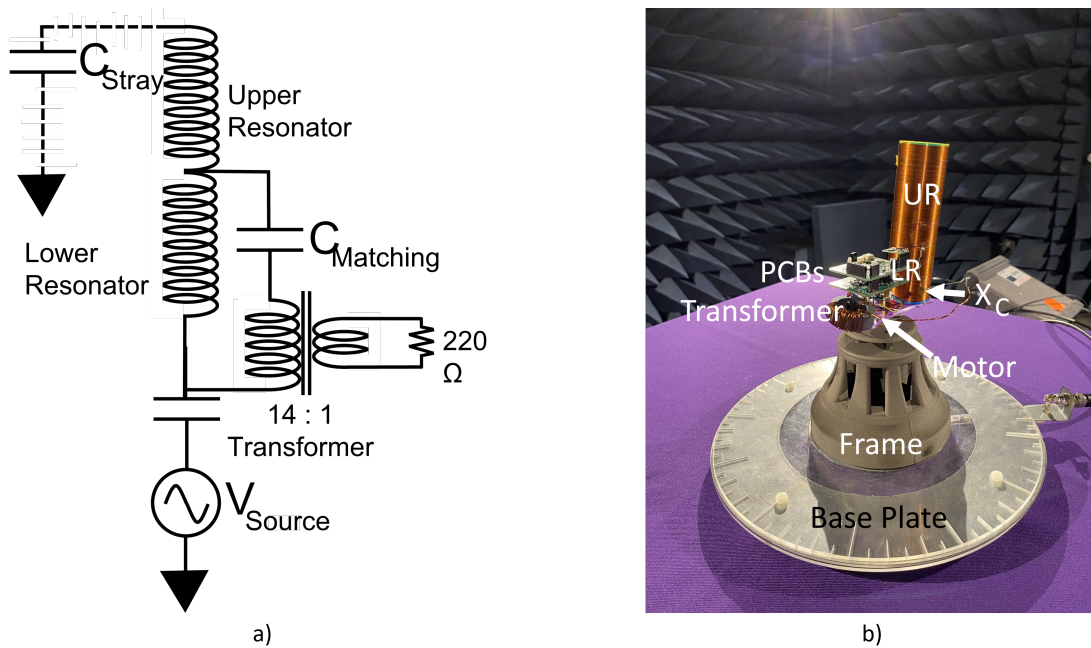 C Stray
Upper
Resonator
Lower
Resonator
C Matching
220
Ω
14 : 1
Transformer
V Source
a)
UR
LR
PCBs
Transformer
X C
Motor
Frame
Base Plate
b)